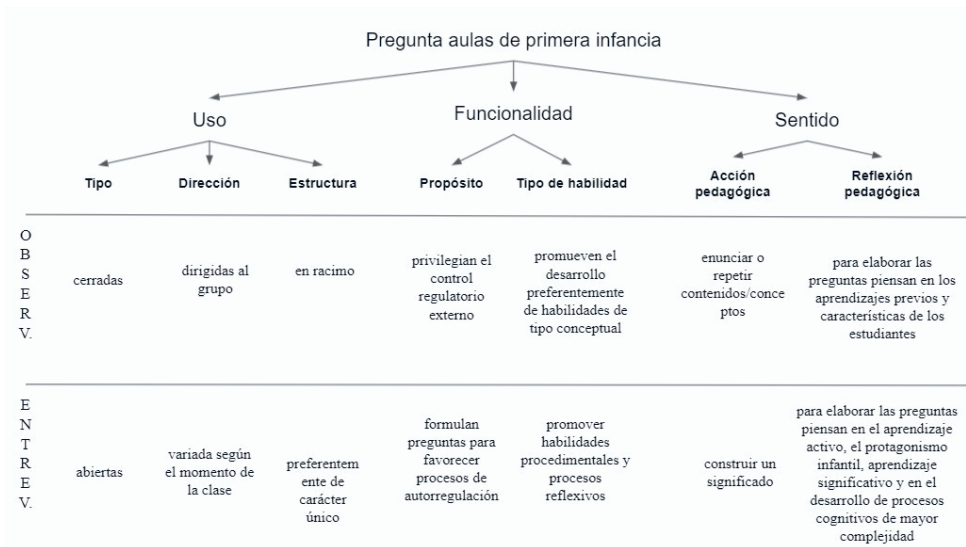 Pregunta aulas de primera infancia
Uso
Funcionalidad
Sentido
Tipo
Dirección
Estructura
Propósito
Tipo de habilidad
Acción
pedagógica
Reflexión
pedagógica
O
B
S
E
R
V.
cerradas
dirigidas al
grupo
en racimo
privilegian el
control
regulatorio
externo
promueven el
desarrollo
preferentemente
de habilidades de
tipo conceptual
enunciar o
repetir
contenidos/conce
ptos
para elaborar las
preguntas piensan en los
aprendizajes previos y
características de los
estudiantes
E
N
T
R
E
V.
abiertas
variada según
el momento de
la clase
preferentem
ente de
carácter
único
formulan
preguntas para
favorecer
procesos de
autorregulación
promover
habilidades
procedimentales y
procesos
reflexivos
construir un
significado
para elaborar las preguntas
piensan en el aprendizaje
activo, el protagonismo
infantil, aprendizaje
significativo y en el
desarrollo de procesos
cognitivos de mayor
complejidad